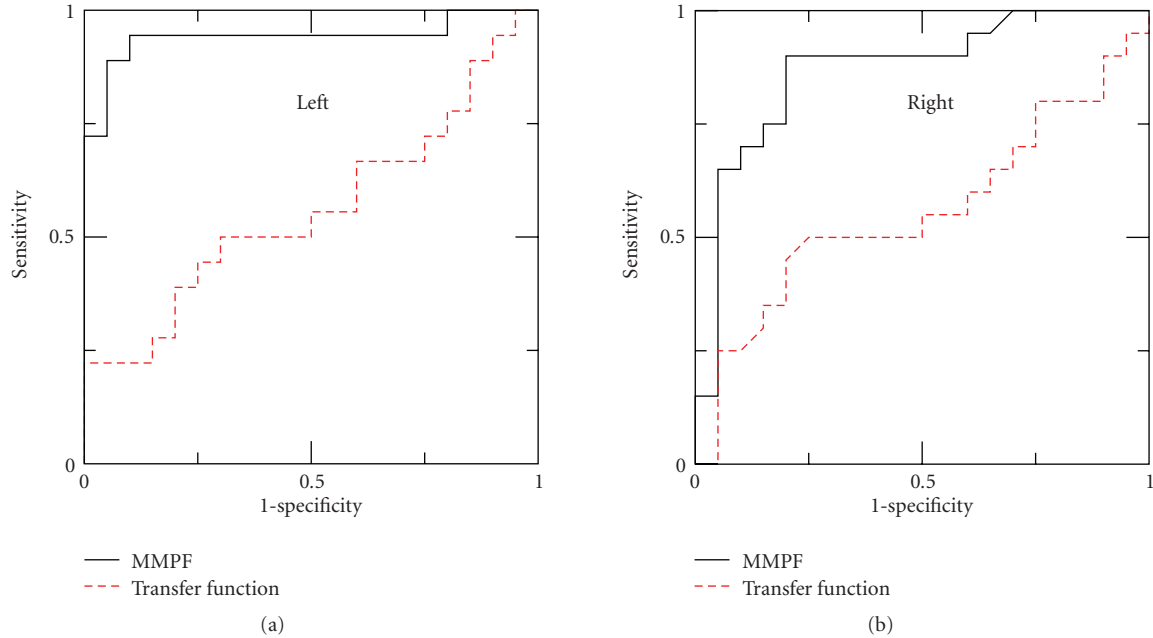 1
Left
Sensitivity
0.5
0
0
0.5
1
1-specificity
MMPF
Transfer function
(a)
1
Right
Sensitivity
0.5
0
0
0.5
1
1-specificity
MMPF
Transfer function
(b)